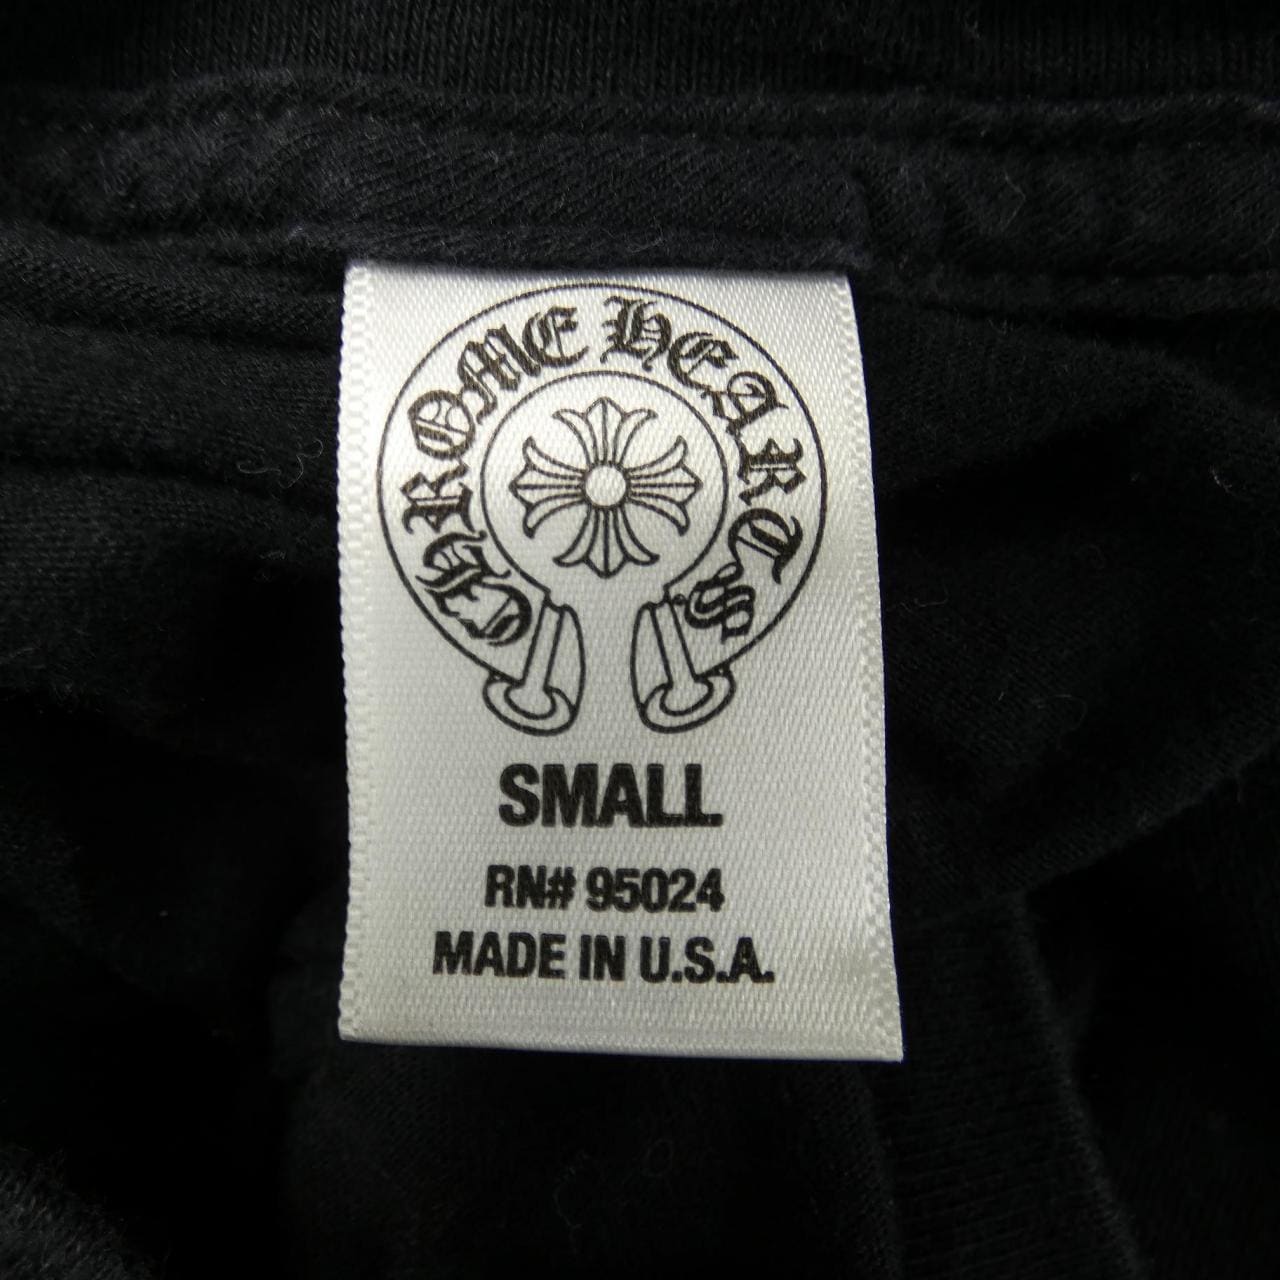 CHROME HEARTS
SMALL
RN# 95024
MADE IN U.S.A.